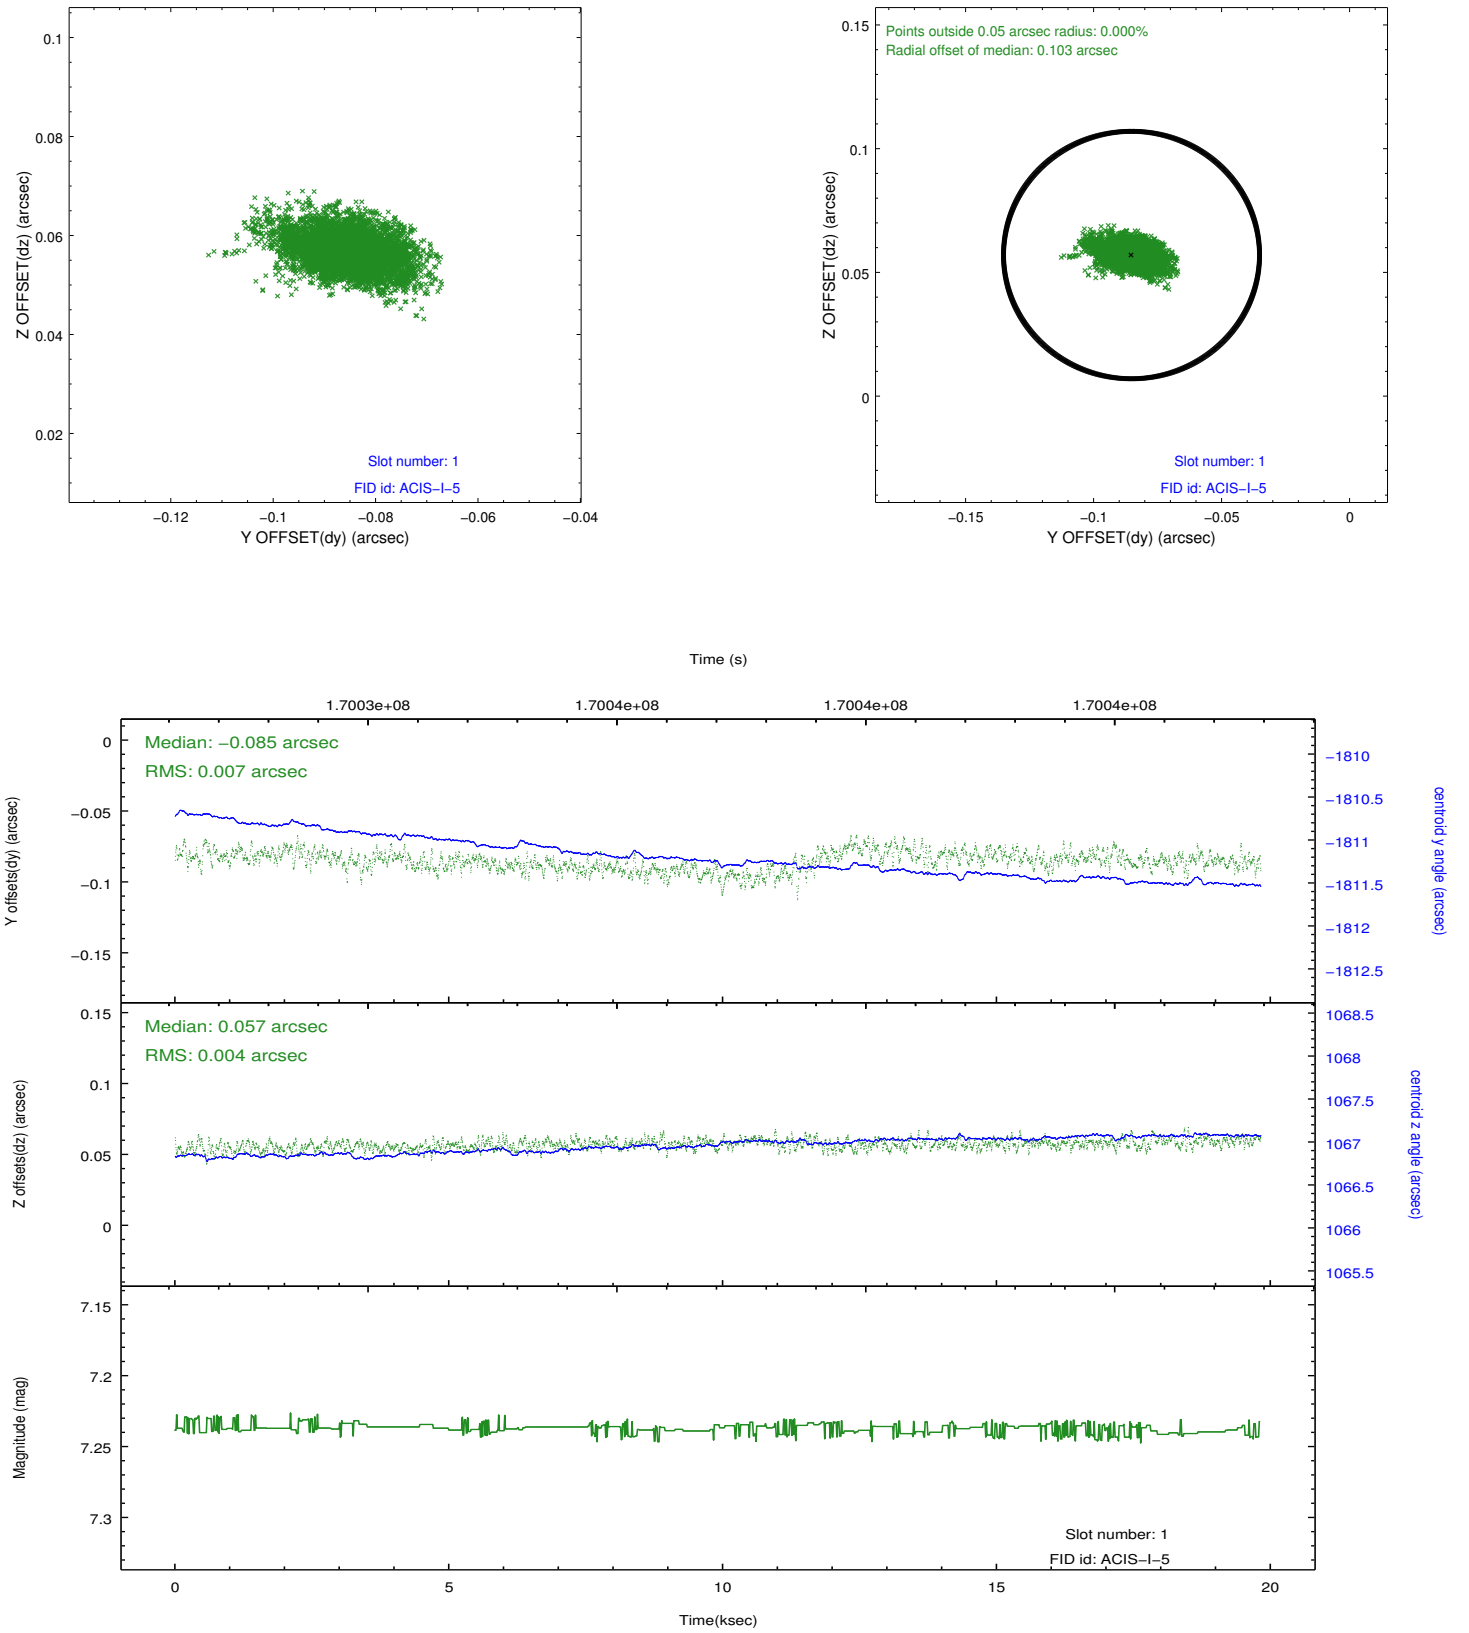 0.1
0.08
0.06
0.04
0.02
Z OFFSET(dz) (arcsec)
Slot number: 1
FID id: ACIS−I−5
−0.12
−0.1
−0.08
−0.06
−0.04
Y OFFSET(dy) (arcsec)
Points outside 0.05 arcsec radius: 0.000%
Radial offset of median: 0.103 arcsec
0.15
0.1
0.05
0
Z OFFSET(dz) (arcsec)
Slot number: 1
FID id: ACIS−I−5
−0.15
−0.1
−0.05
0
Y OFFSET(dy) (arcsec)
Time (s)
1.7003e+08
1.7004e+08
1.7004e+08
1.7004e+08
Median: −0.085 arcsec
RMS: 0.007 arcsec
0
−0.05
−0.1
−0.15
Y offsets(dy) (arcsec)
−1810
−1810.5
−1811
−1811.5
−1812
−1812.5
centroid y angle (arcsec)
Median: 0.057 arcsec
RMS: 0.004 arcsec
0.15
0.1
0.05
0
Z offsets(dz) (arcsec)
1068.5
1068
1067.5
1067
1066.5
1066
1065.5
centroid z angle (arcsec)
7.15
7.2
7.25
7.3
Magnitude (mag)
Slot number: 1
FID id: ACIS−I−5
0
5
10
15
20
Time(ksec)